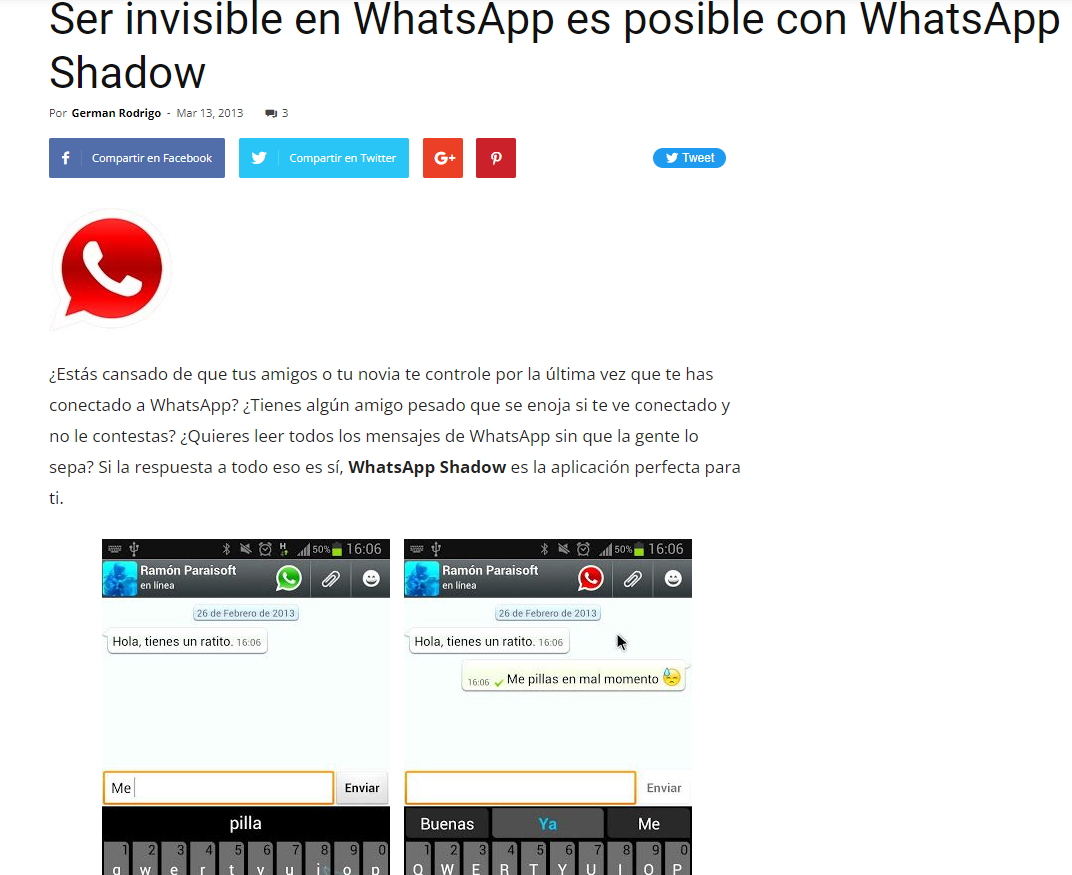 Ser invisible en WhatsApp es posible con WhatsApp
Shadow
Por German Rodrigo - Mar 13, 2013 3
f Compartir en Facebook Compartir en Twitter G+ Tweet
¿Estás cansado de que tus amigos o tu novia te controle por la última vez que te has
conectado a WhatsApp? ¿Tienes algún amigo pesado que se enoja si te ve conectado y
no le contestas? ¿Quieres leer todos los mensajes de WhatsApp sin que la gente lo
sepa? Si la respuesta a todo eso es sí, WhatsApp Shadow es la aplicación perfecta para
ti.
H 50% 16:06
Ramón Paraisoft
en línea
26 de Febrero de 2013
Hola, tienes un ratito. 16:06
Me Enviar
pilla
1 2 3 4 5 6 7 8 9 0
q w e r t y u i o p
50% 16:06
Ramón Paraisoft
en línea
26 de Febrero de 2013
Hola, tienes un ratito. 16:06
16:06 Me pillas en mal momento
Enviar
Buenas Ya Me
1 2 3 4 5 6 7 8 9 0
Q W E R T Y U I O P